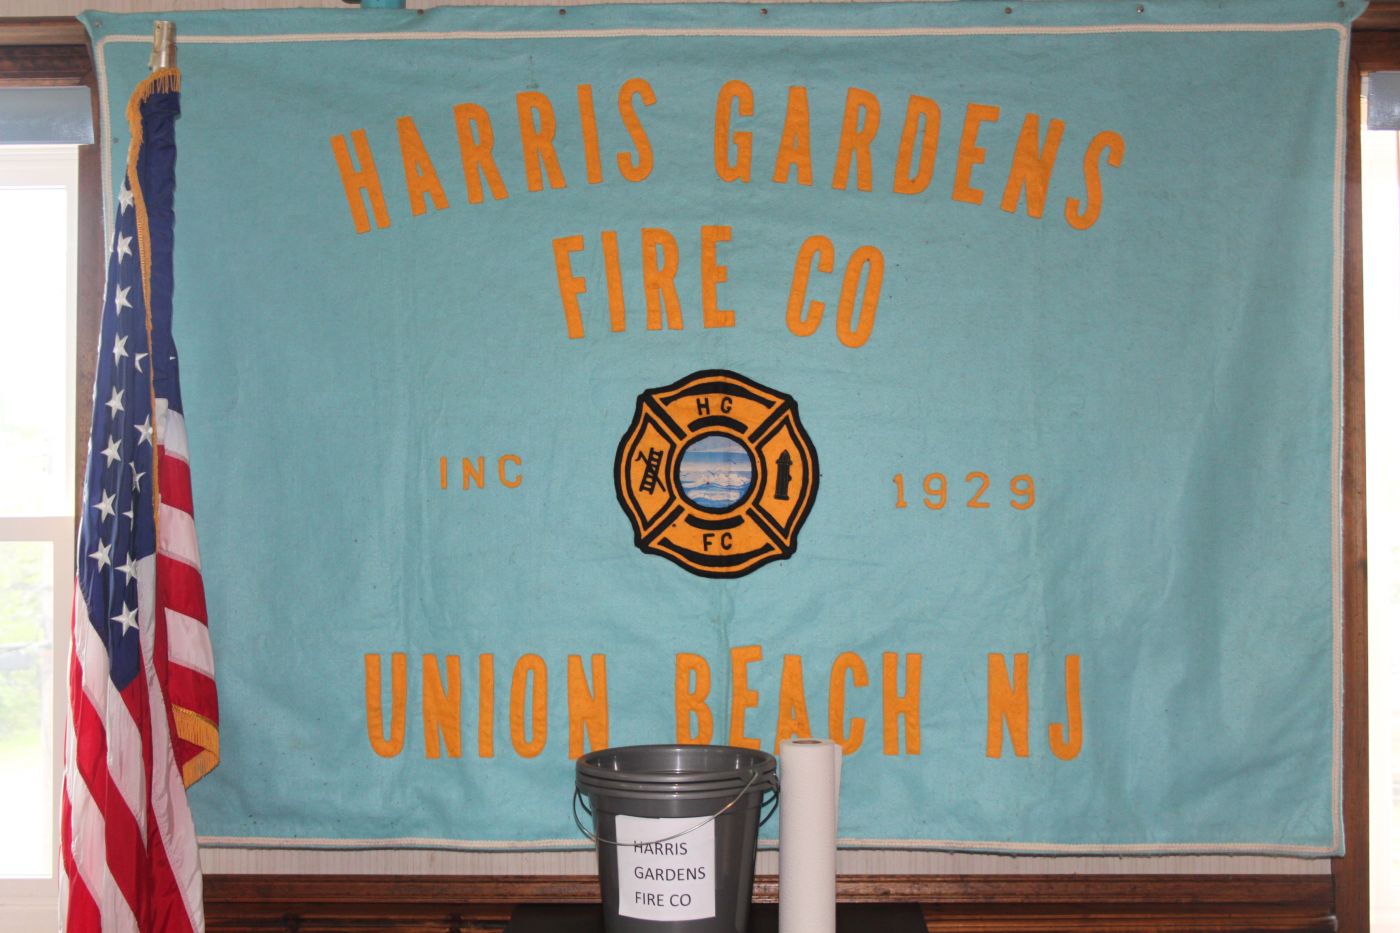 HARRIS GARDENS
FIRE CO
HG
INC 1929
FC
UNION BEACH NJ
HARRIS
GARDENS
FIRE CO